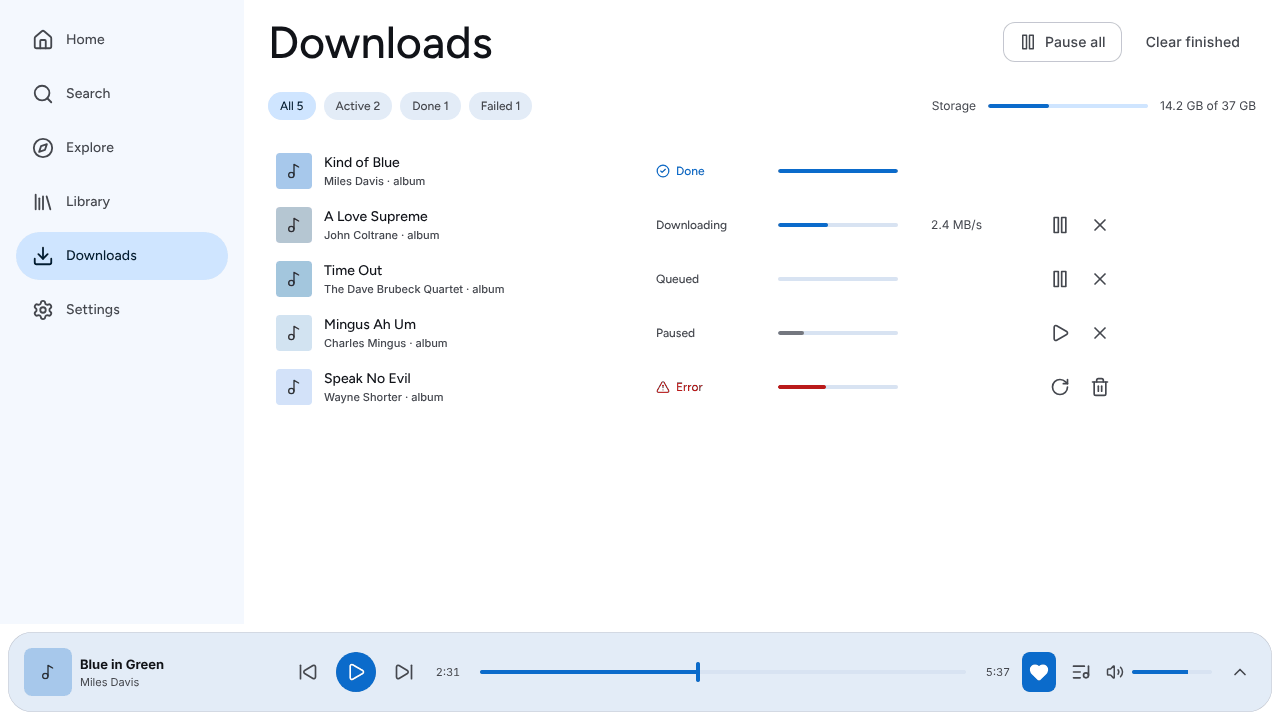 Home
Search
Explore
Library
Downloads
Settings
Downloads
Pause all
Clear finished
All 5
Active 2
Done 1
Failed 1
Storage
14.2 GB of 37 GB
Kind of Blue
Miles Davis · album
Done
A Love Supreme
John Coltrane · album
Downloading
2.4 MB/s
Time Out
The Dave Brubeck Quartet · album
Queued
Mingus Ah Um
Charles Mingus · album
Paused
Speak No Evil
Wayne Shorter · album
Error
Blue in Green
Miles Davis
2:31
5:37